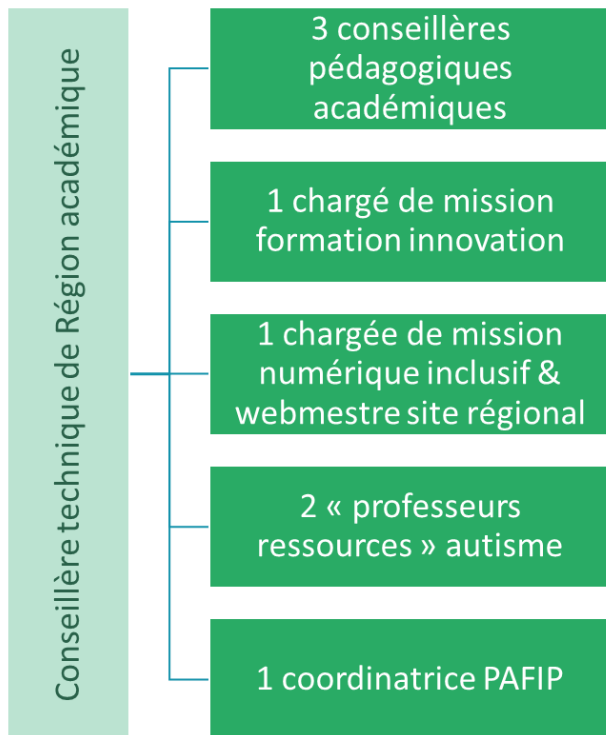 Conseillère technique de Région académique
3 conseillères
pédagogiques
académiques
1 chargé de mission
formation innovation
1 chargée de mission
numérique inclusif &
webmestre site régional
2 « professeurs
ressources » autisme
1 coordinatrice PAFIP